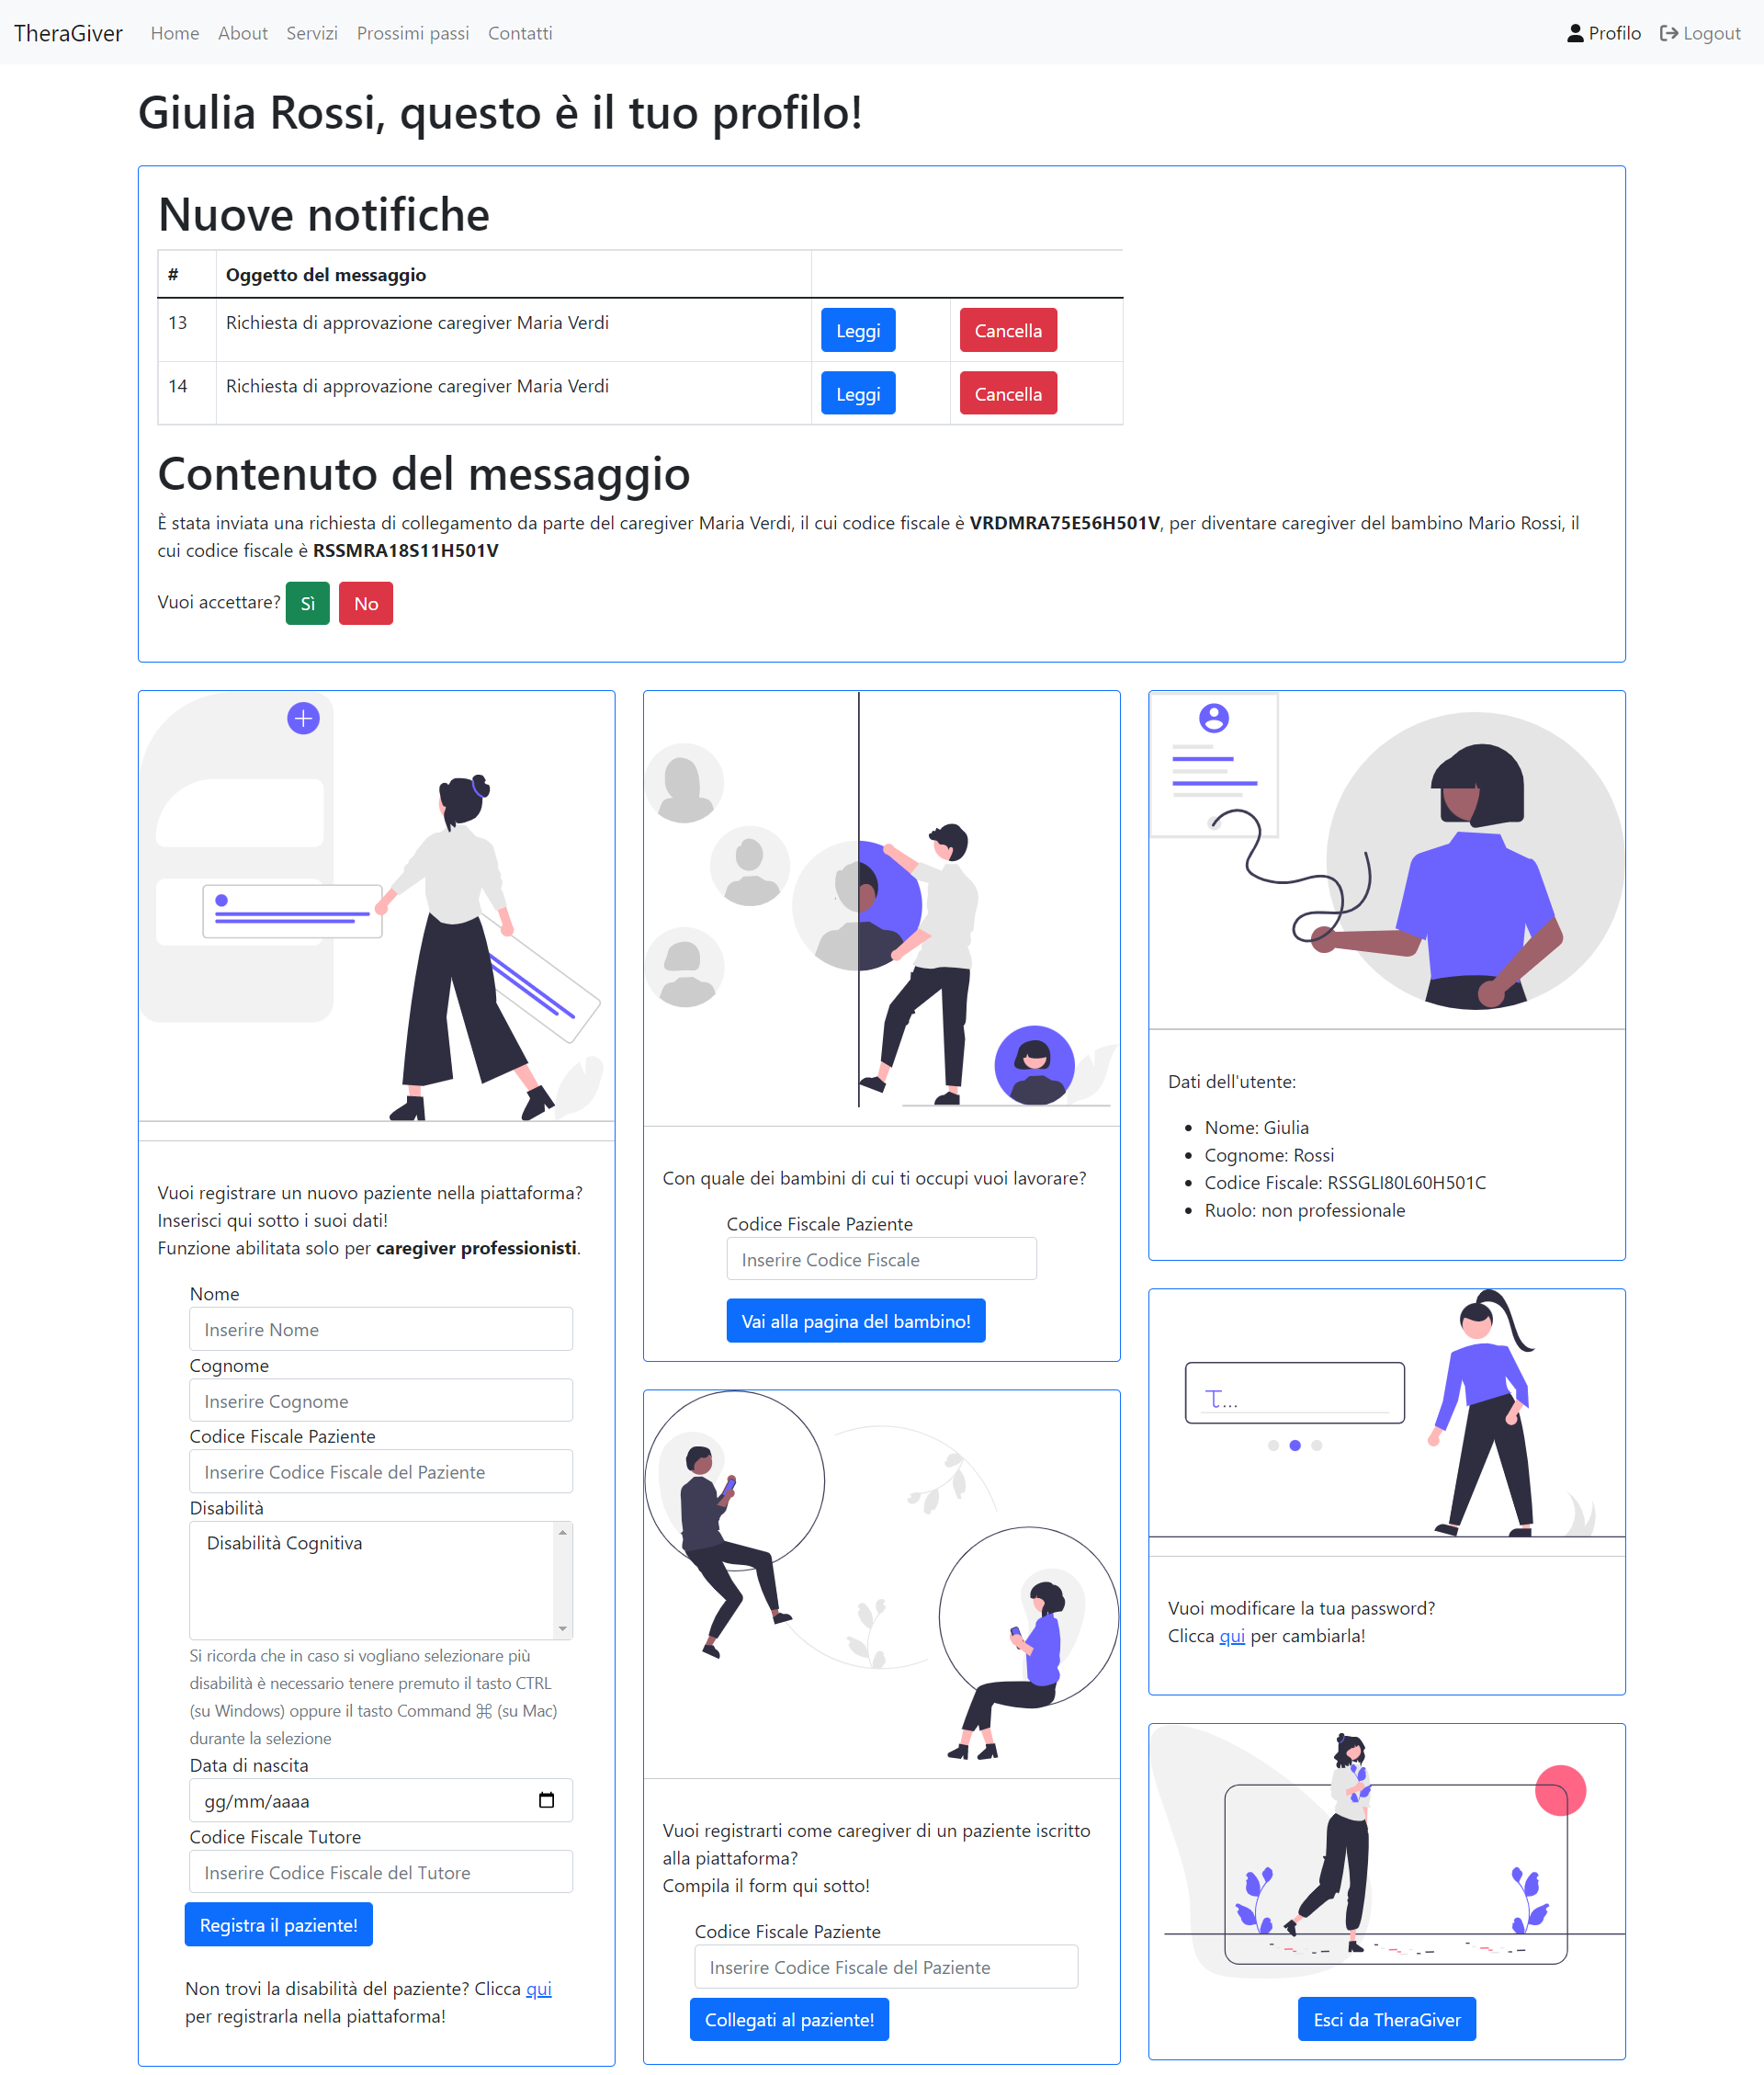 TheraGiver Home About Servizi Prossimi passi Contatti Profilo Logout
Giulia Rossi, questo è il tuo profilo!
Nuove notifiche
# Oggetto del messaggio
13 Richiesta di approvazione caregiver Maria Verdi Leggi Cancella
14 Richiesta di approvazione caregiver Maria Verdi Leggi Cancella
Contenuto del messaggio
È stata inviata una richiesta di collegamento da parte del caregiver Maria Verdi, il cui codice fiscale è VRDMRA75E56H501V, per diventare caregiver del bambino Mario Rossi, il
cui codice fiscale è RSSMRA18S11H501V
Vuoi accettare? Sì No
Vuoi registrare un nuovo paziente nella piattaforma?
Inserisci qui sotto i suoi dati!
Funzione abilitata solo per caregiver professionisti.
Nome
Inserire Nome
Cognome
Inserire Cognome
Codice Fiscale Paziente
Inserire Codice Fiscale del Paziente
Disabilità
Disabilità Cognitiva
Si ricorda che in caso si vogliano selezionare più
disabilità è necessario tenere premuto il tasto CTRL
(su Windows) oppure il tasto Command ⌘ (su Mac)
durante la selezione
Data di nascita
gg/mm/aaaa
Codice Fiscale Tutore
Inserire Codice Fiscale del Tutore
Registra il paziente!
Non trovi la disabilità del paziente? Clicca qui
per registrarla nella piattaforma!
Con quale dei bambini di cui ti occupi vuoi lavorare?
Codice Fiscale Paziente
Inserire Codice Fiscale
Vai alla pagina del bambino!
Vuoi registrarti come caregiver di un paziente iscritto
alla piattaforma?
Compila il form qui sotto!
Codice Fiscale Paziente
Inserire Codice Fiscale del Paziente
Collegati al paziente!
Dati dell'utente:
• Nome: Giulia
• Cognome: Rossi
• Codice Fiscale: RSSGLI80L60H501C
• Ruolo: non professionale
Vuoi modificare la tua password?
Clicca qui per cambiarla!
Esci da TheraGiver